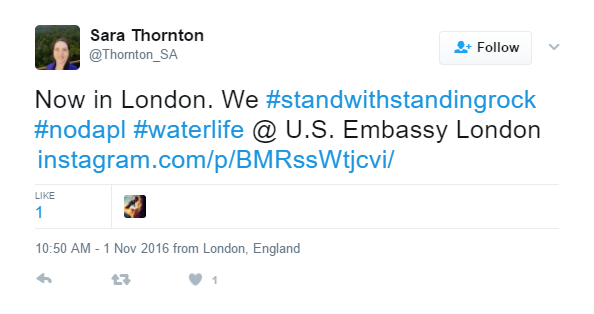 Sara Thornton
@Thornton_SA
Follow
Now in London. We #standwithstandingrock
#nodapl #waterlife @ U.S. Embassy London
instagram.com/p/BMRssWtjcvi/
LIKE
1
10:50 AM - 1 Nov 2016 from London, England
1